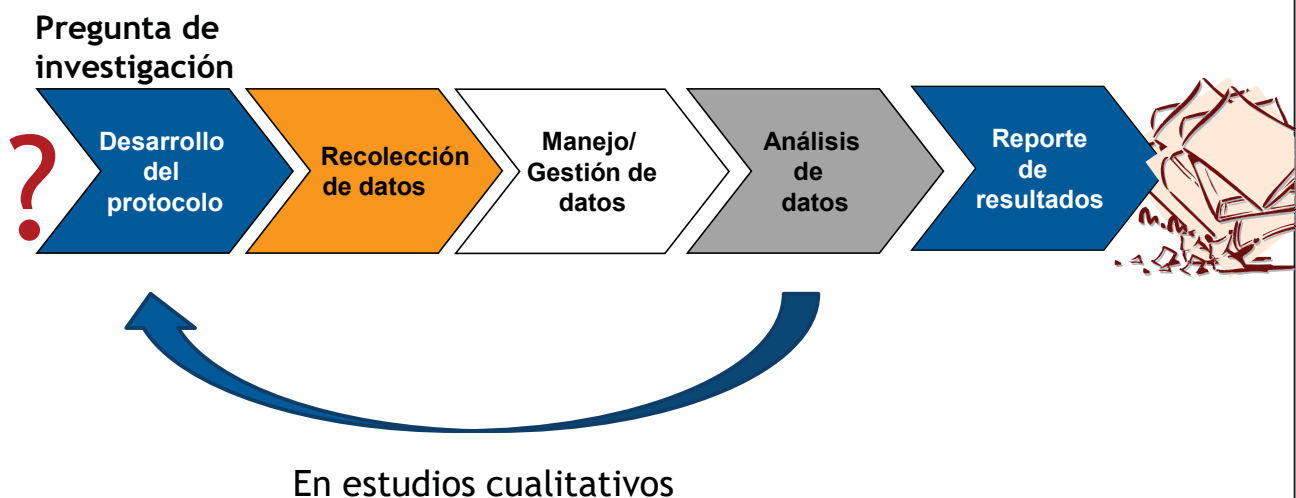 Pregunta de
investigación
?
Desarrollo
del
protocolo
Recolección
de datos
Manejo/
Gestión de
datos
Análisis
de
datos
Reporte
de
resultados
En estudios cualitativos